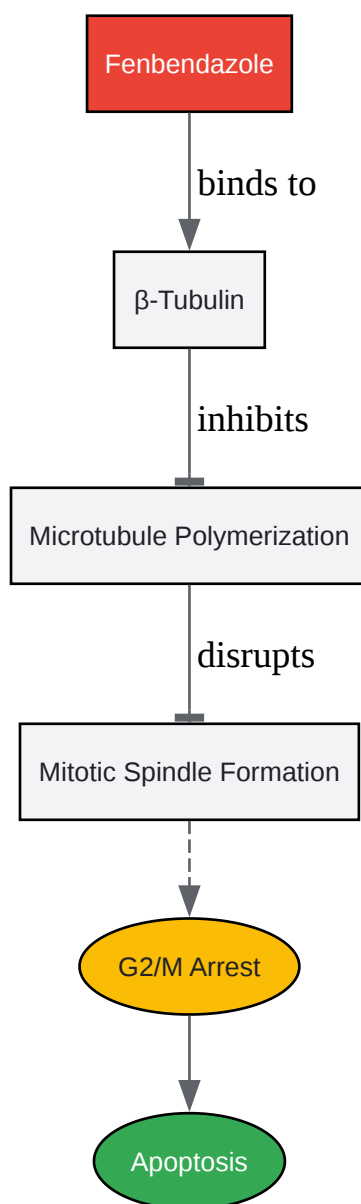 Fenbendazole
binds to
β-Tubulin
inhibits
Microtubule Polymerization
disrupts
Mitotic Spindle Formation
G2/M Arrest
Apoptosis